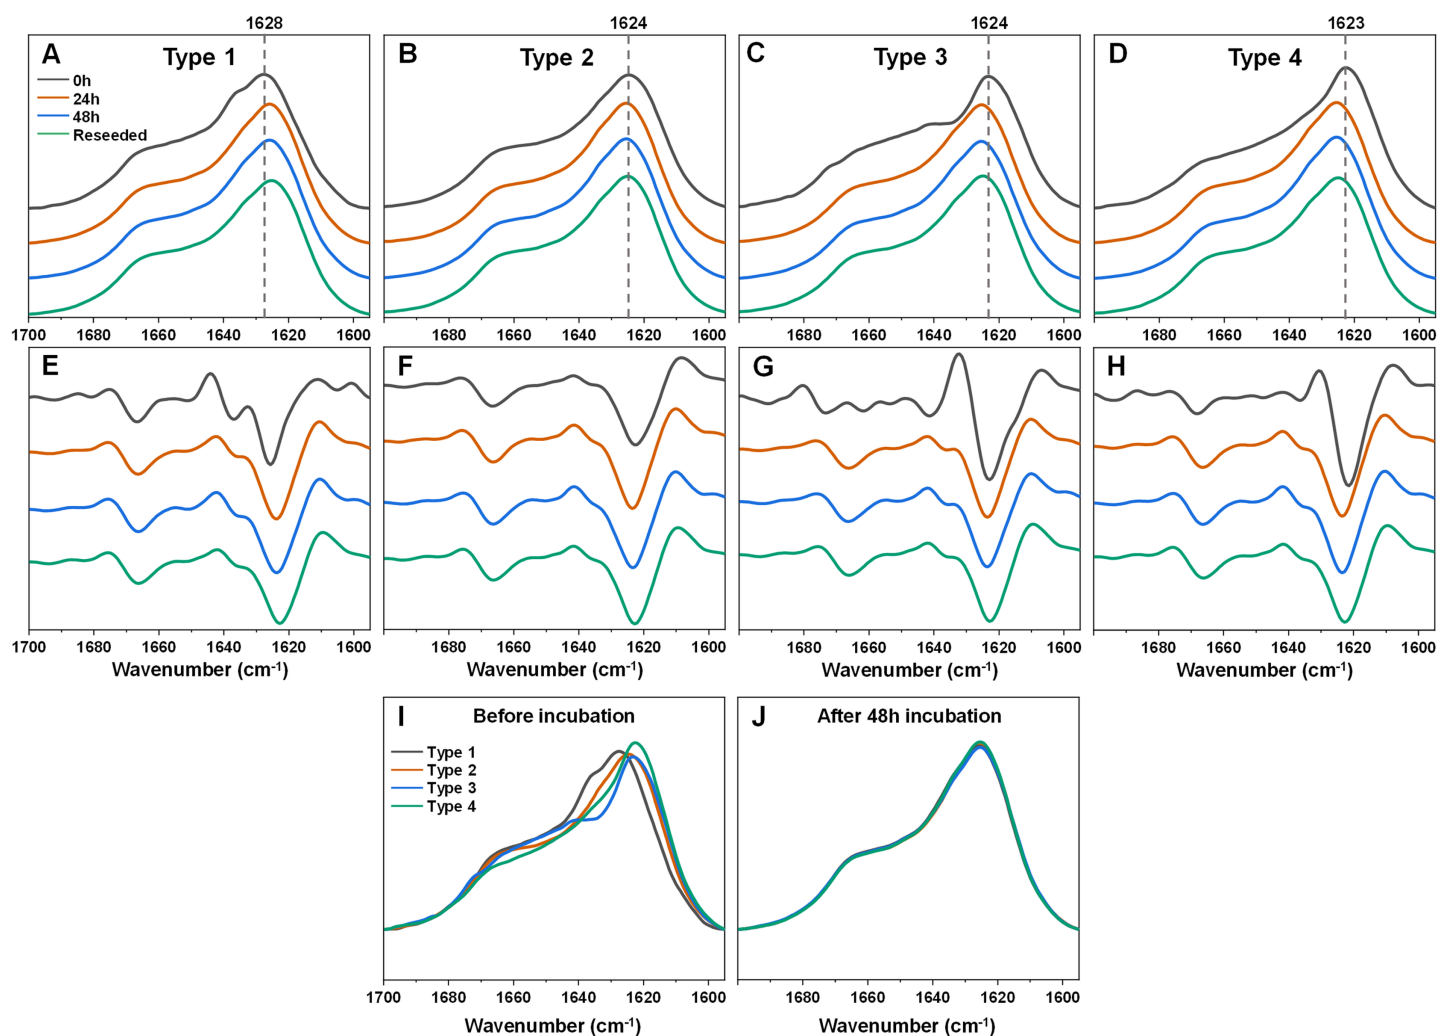 1628
1624
1624
1623
A
Type 1
B
Type 2
C
Type 3
D
Type 4
0h
24h
48h
Reseeded
1700 1680 1660 1640 1620 1600
1680 1660 1640 1620 1600
1680 1660 1640 1620 1600
1680 1660 1640 1620 1600
E
F
G
H
1700 1680 1660 1640 1620 1600
1680 1660 1640 1620 1600
1680 1660 1640 1620 1600
1680 1660 1640 1620 1600
Wavenumber (cm⁻¹)
Wavenumber (cm⁻¹)
Wavenumber (cm⁻¹)
Wavenumber (cm⁻¹)
I
Before incubation
Type 1
Type 2
Type 3
Type 4
1700 1680 1660 1640 1620 1600
Wavenumber (cm⁻¹)
J
After 48h incubation
1680 1660 1640 1620 1600
Wavenumber (cm⁻¹)